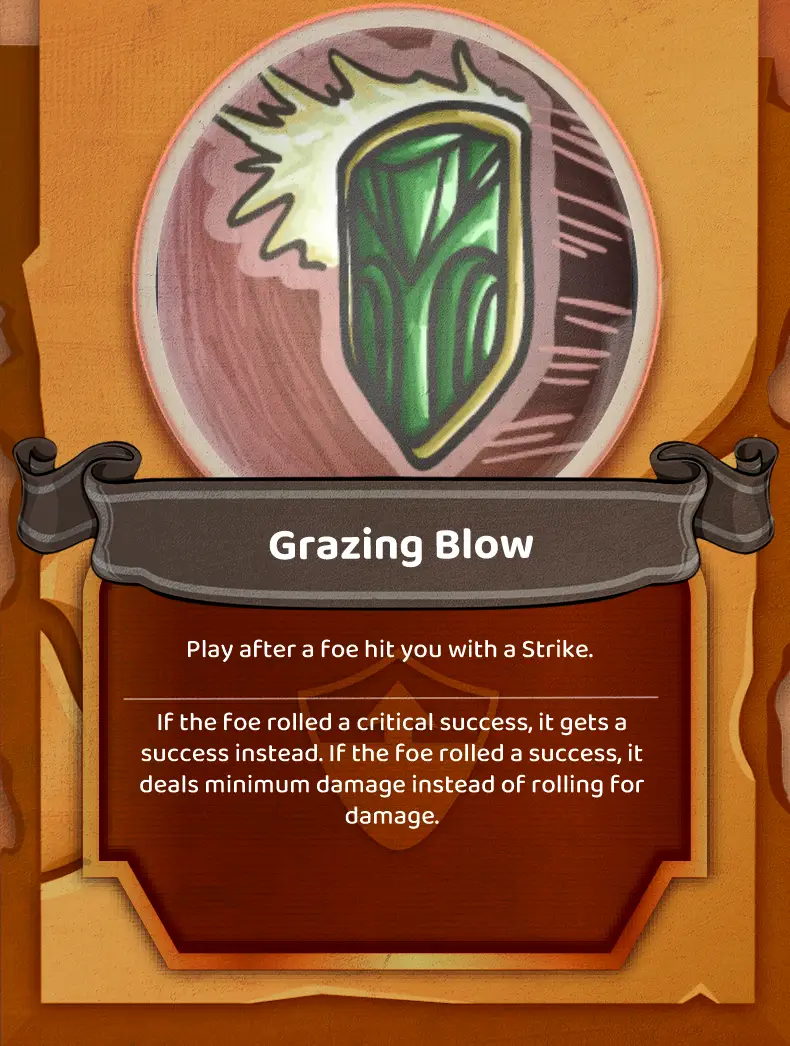 Grazing Blow
Play after a foe hit you with a Strike.
If the foe rolled a critical success, it gets a
success instead. If the foe rolled a success, it
deals minimum damage instead of rolling for
damage.